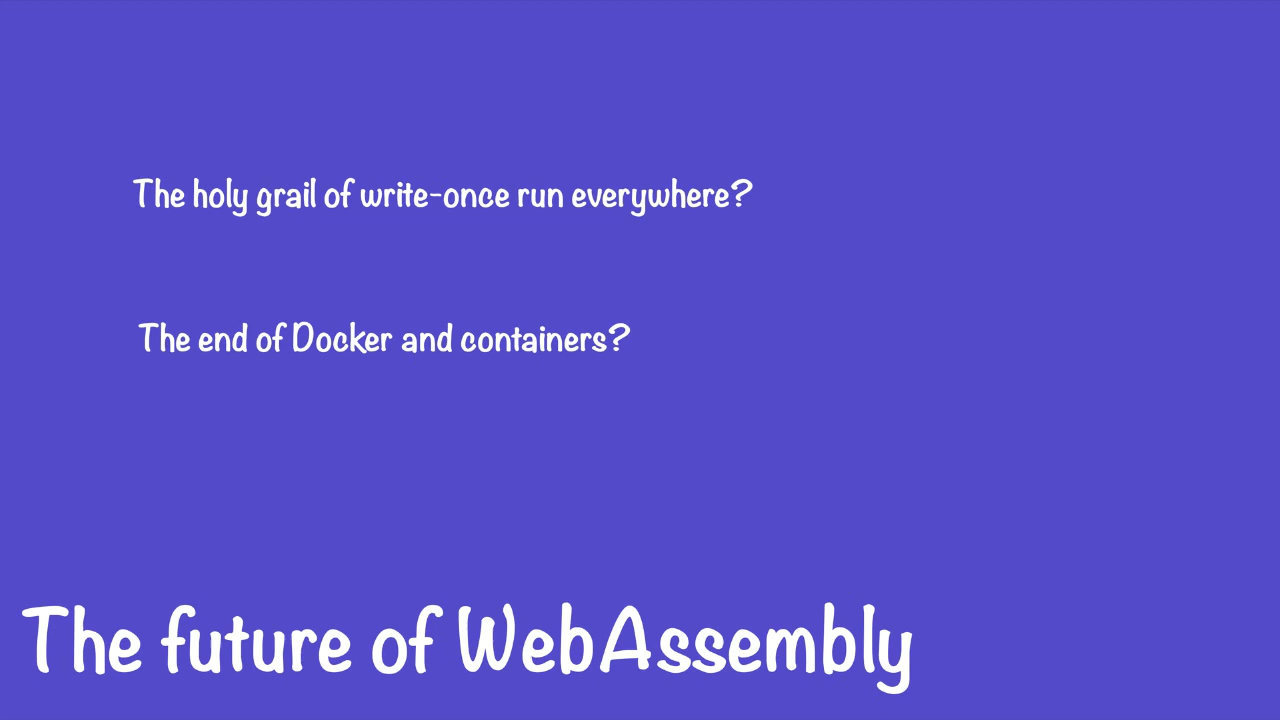 The holy grail of write-once run everywhere?
The end of Docker and containers?
The future of WebAssembly